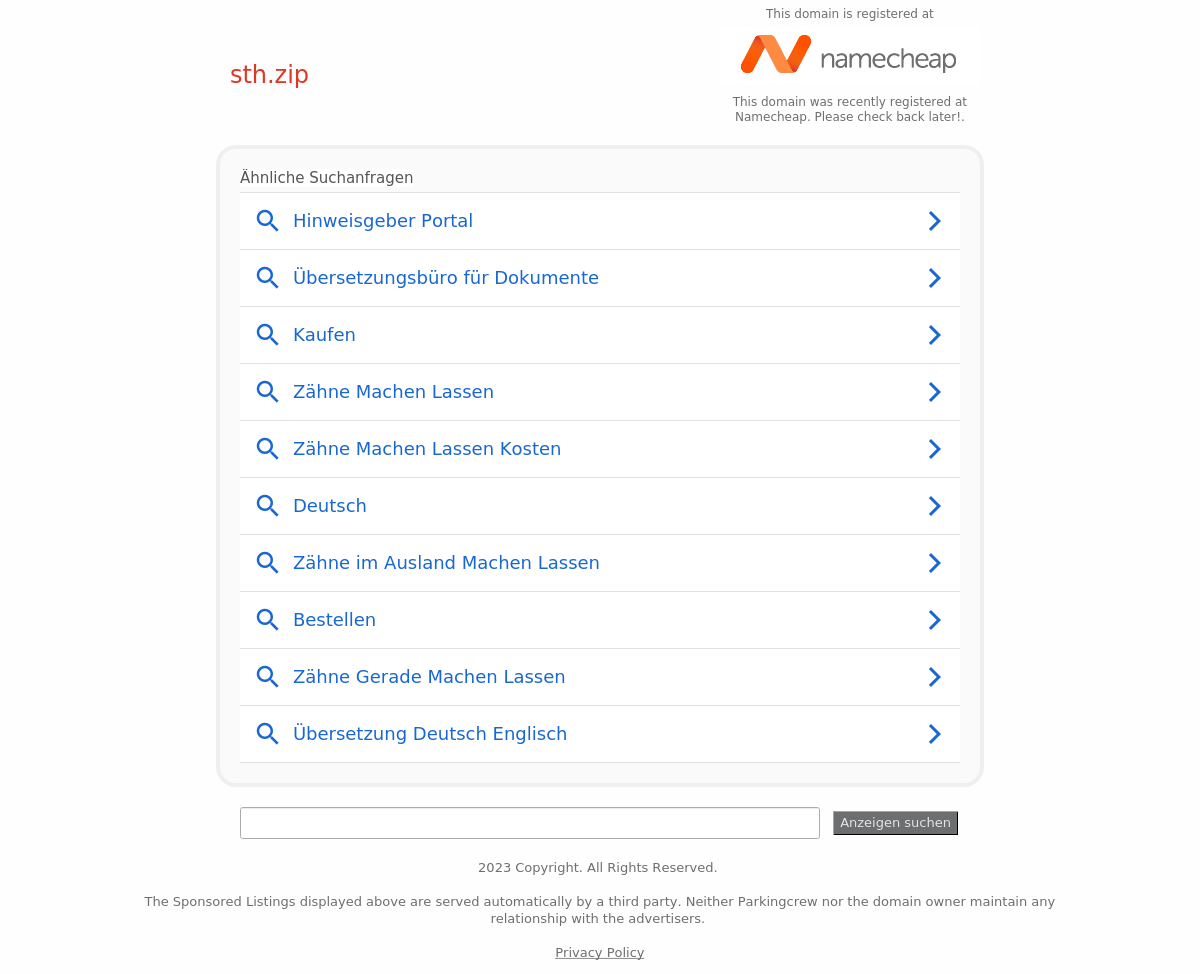 This domain is registered at
namecheap
sth.zip
This domain was recently registered at
Namecheap. Please check back later!.
Ähnliche Suchanfragen
Hinweisgeber Portal
Übersetzungsbüro für Dokumente
Kaufen
Zähne Machen Lassen
Zähne Machen Lassen Kosten
Deutsch
Zähne im Ausland Machen Lassen
Bestellen
Zähne Gerade Machen Lassen
Übersetzung Deutsch Englisch
Anzeigen suchen
2023 Copyright. All Rights Reserved.
The Sponsored Listings displayed above are served automatically by a third party. Neither Parkingcrew nor the domain owner maintain any
relationship with the advertisers.
Privacy Policy